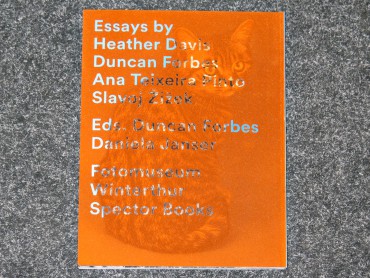 Essays by
Heather Davis
Duncan Forbes
Ana Teixeira Pinto
Slavoj Žižek
Eds. Duncan Forbes
Daniela Janser
Fotomuseum
Winterthur
Spector Books